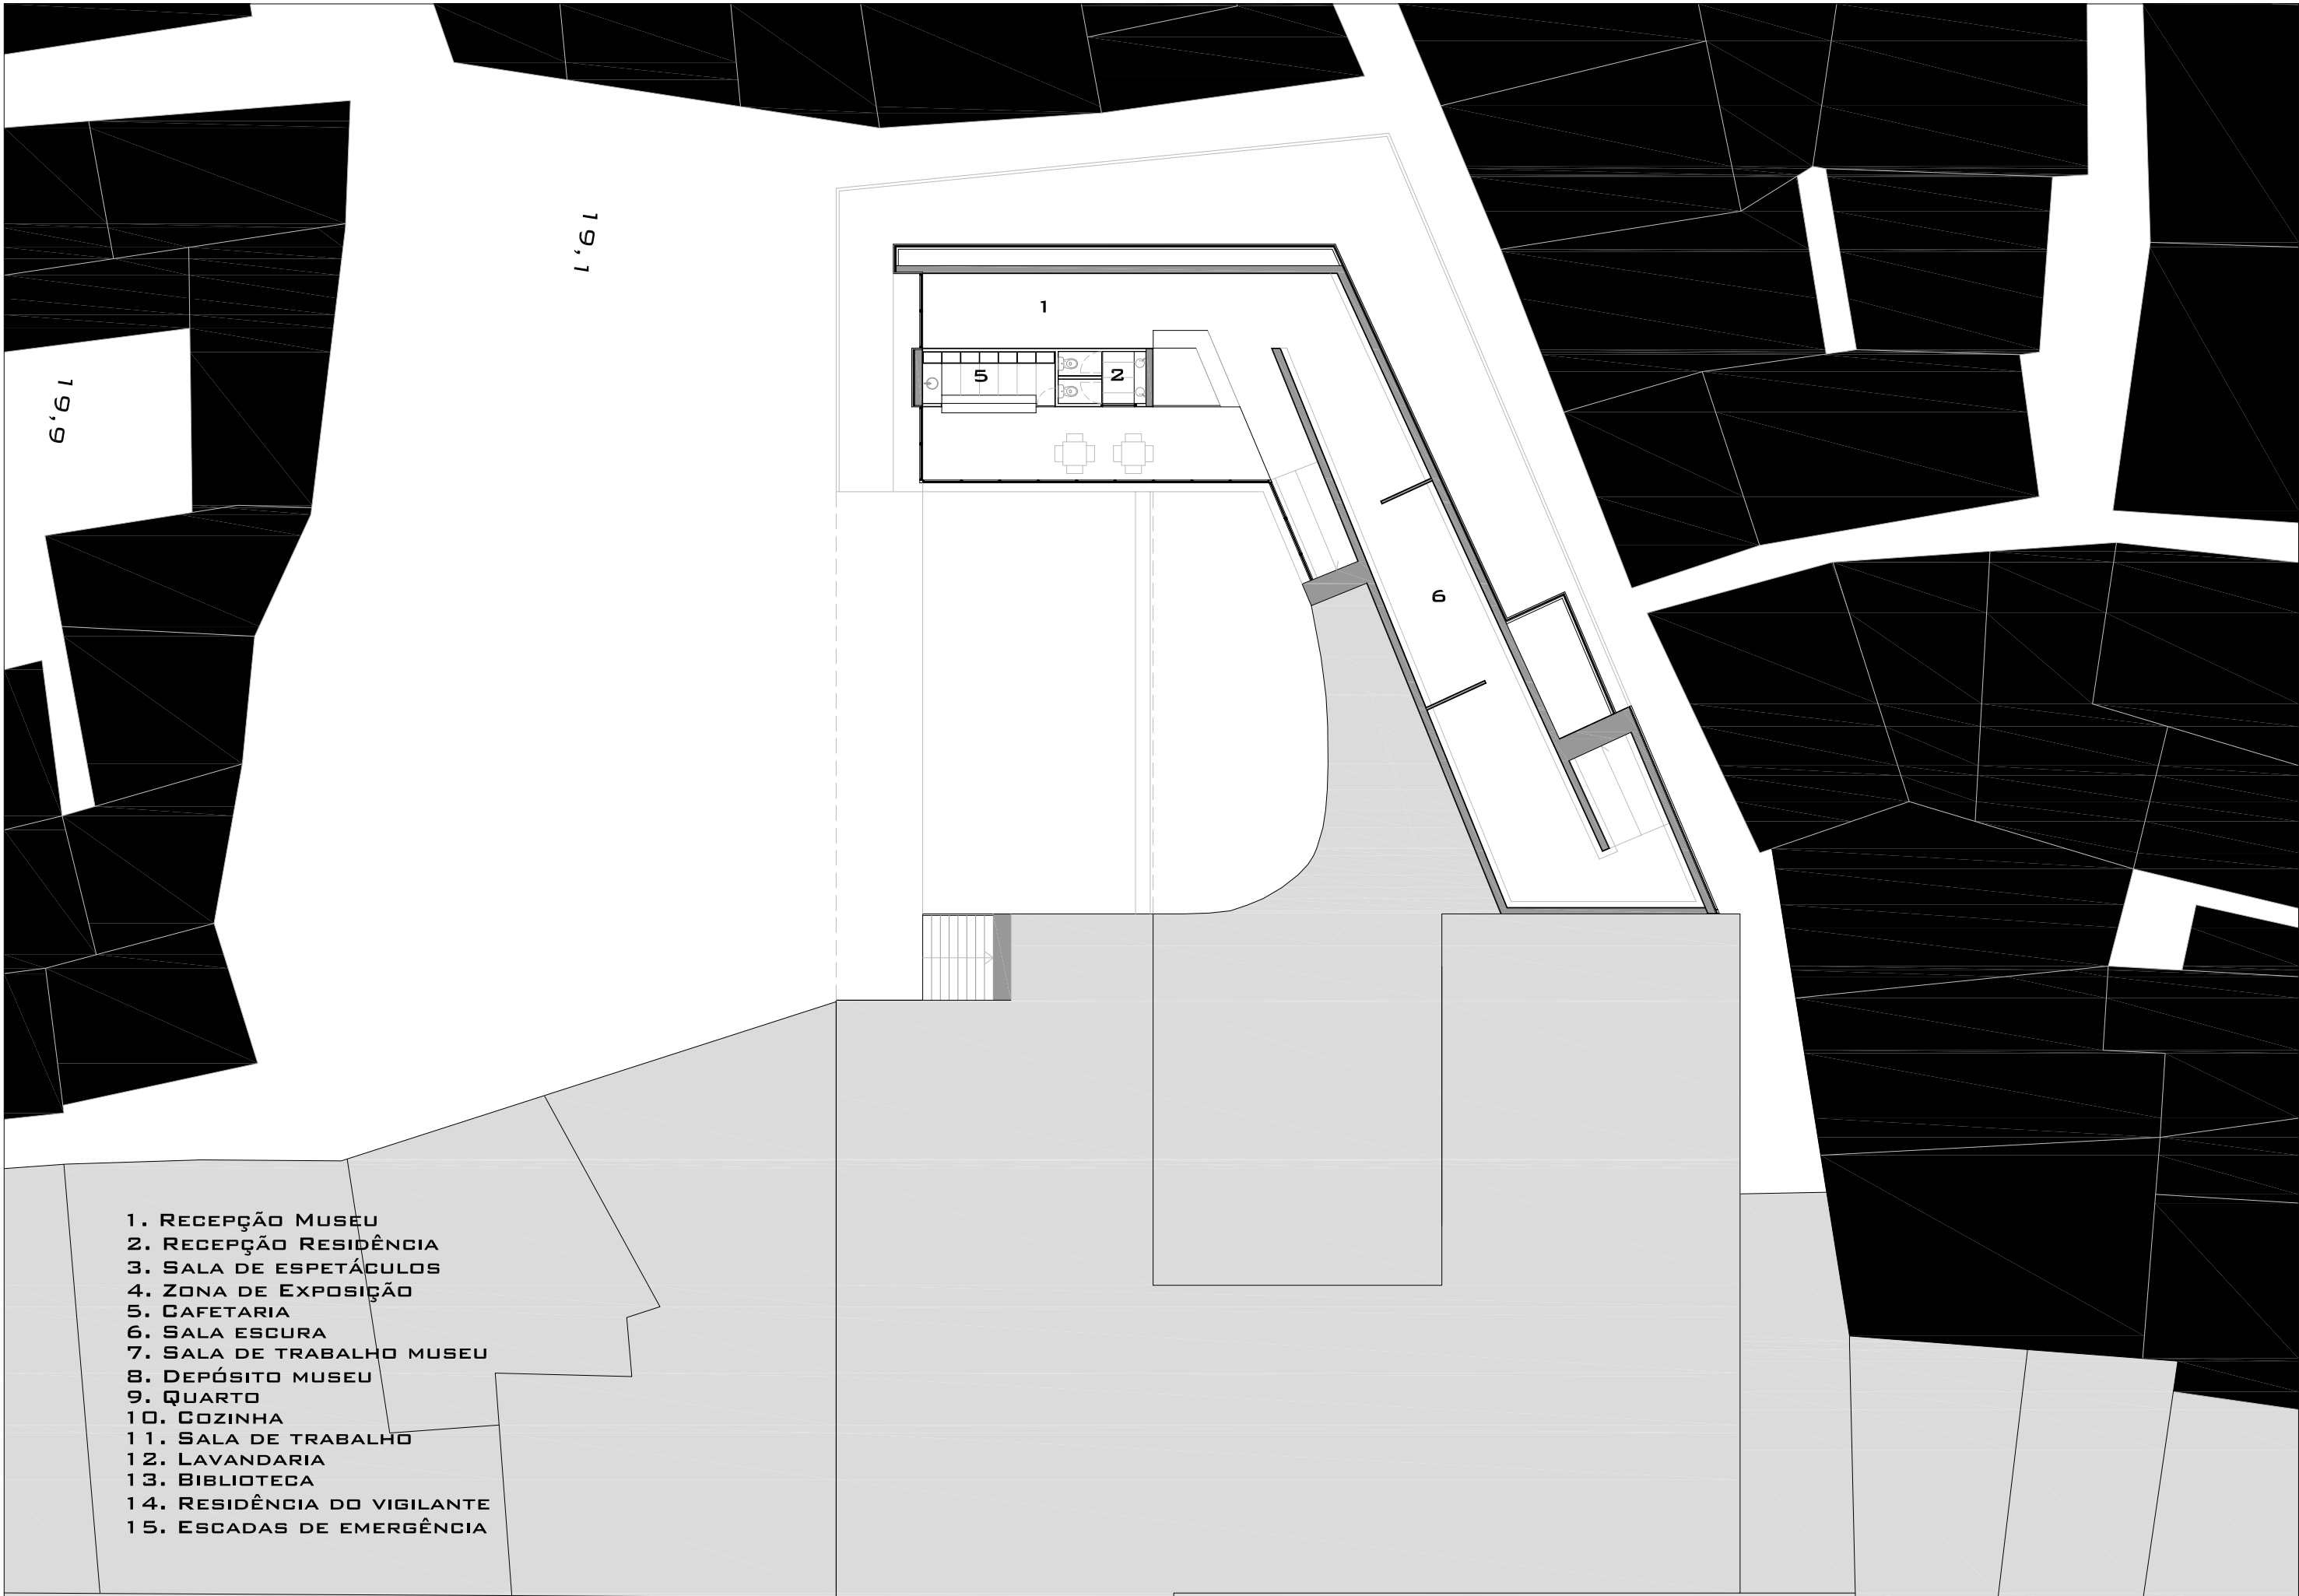 19,1
1
5
2
19,9
6
1. Recepção Museu
2. Recepção Residência
3. Sala de espetáculos
4. Zona de Exposição
5. Cafetaria
6. Sala escura
7. Sala de trabalho museu
8. Depósito museu
9. Quarto
10. Cozinha
11. Sala de trabalho
12. Lavandaria
13. Biblioteca
14. Residência do vigilante
15. Escadas de emergência